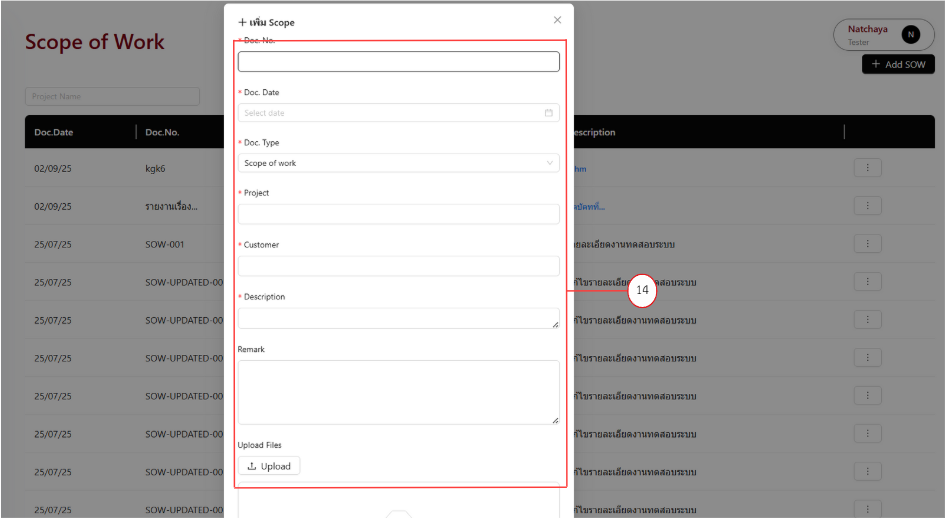 + เพิ่ม Scope
Scope of Work
Natchaya
Tester
N
+ Add SOW
Project Name
* Doc. No.
* Doc. Date
Select date
* Doc. Type
Scope of work
* Project
* Customer
* Description
Remark
Upload Files
Upload
14
Doc.Date Doc.No. escription
02/09/25 kgk6 hm
02/09/25 รายงานเรื่อง...
25/07/25 SOW-001 ยละเอียดงานทดสอบระบบ
25/07/25 SOW-UPDATED-00 ก้ไขรายละเอียดงานทดสอบระบบ
25/07/25 SOW-UPDATED-00 ก้ไขรายละเอียดงานทดสอบระบบ
25/07/25 SOW-UPDATED-00 ก้ไขรายละเอียดงานทดสอบระบบ
25/07/25 SOW-UPDATED-00 ก้ไขรายละเอียดงานทดสอบระบบ
25/07/25 SOW-UPDATED-00 ก้ไขรายละเอียดงานทดสอบระบบ
25/07/25 SOW-UPDATED-00 ก้ไขรายละเอียดงานทดสอบระบบ
25/07/25 SOW-UPDATED-00 ก้ไขรายละเอียดงานทดสอบระบบ